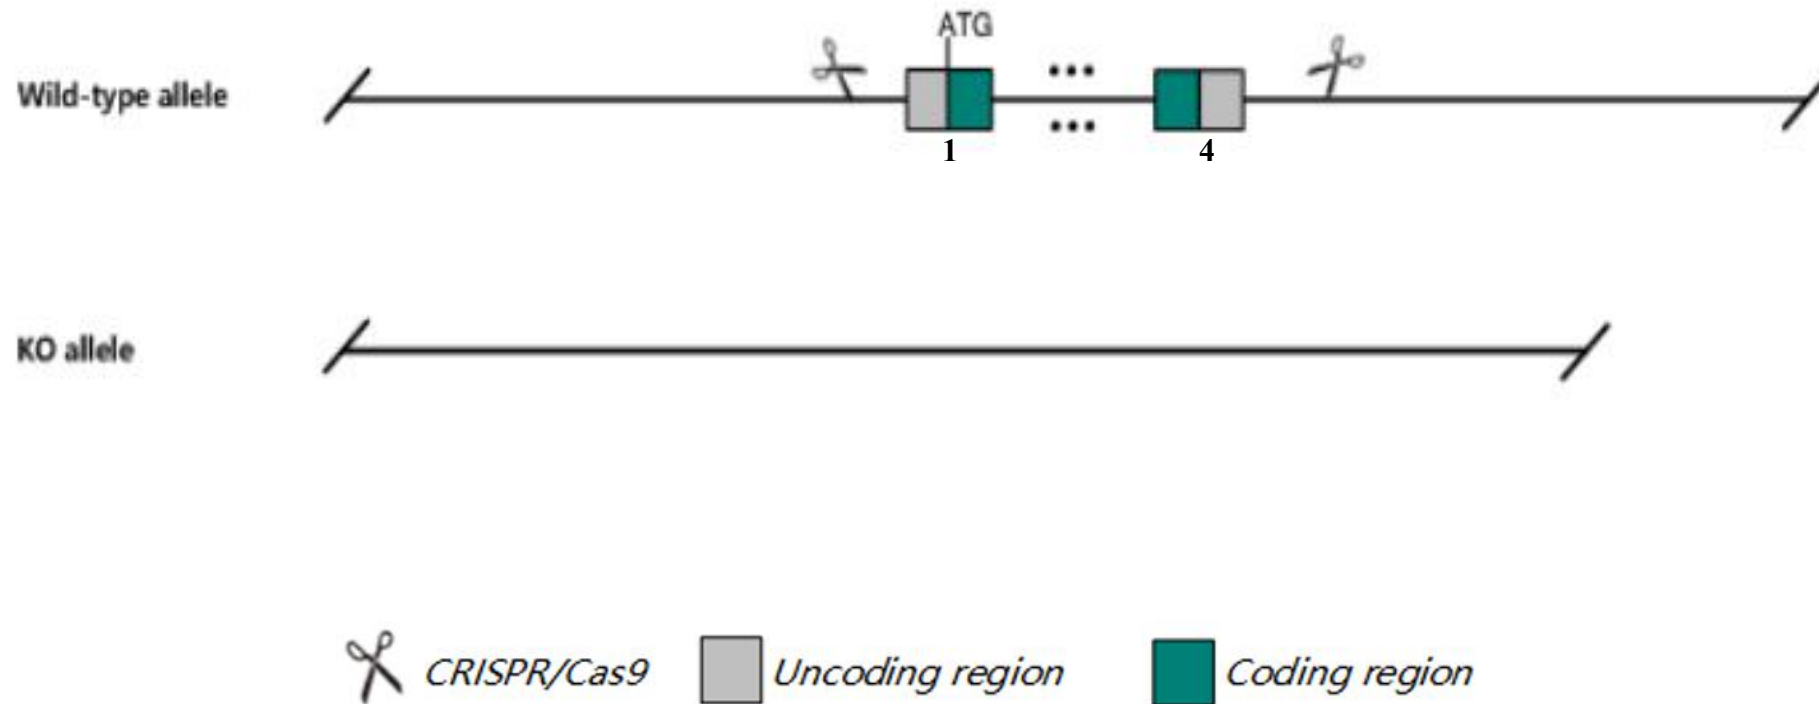 ATG
Wild-type allele
1 4
KO allele
CRISPR/Cas9 Uncoding region Coding region